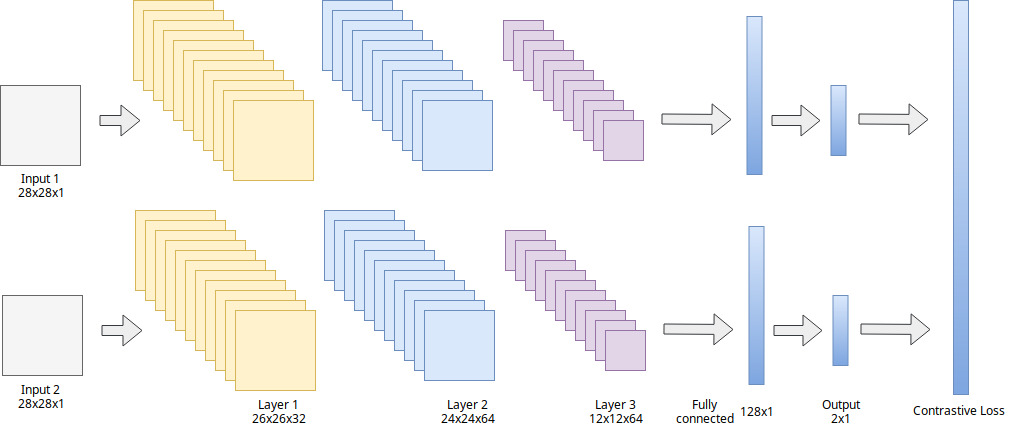 Input 1
28x28x1
Input 2
28x28x1
Layer 1
26x26x32
Layer 2
24x24x64
Layer 3
12x12x64
Fully
connected
128x1
Output
2x1
Contrastive Loss